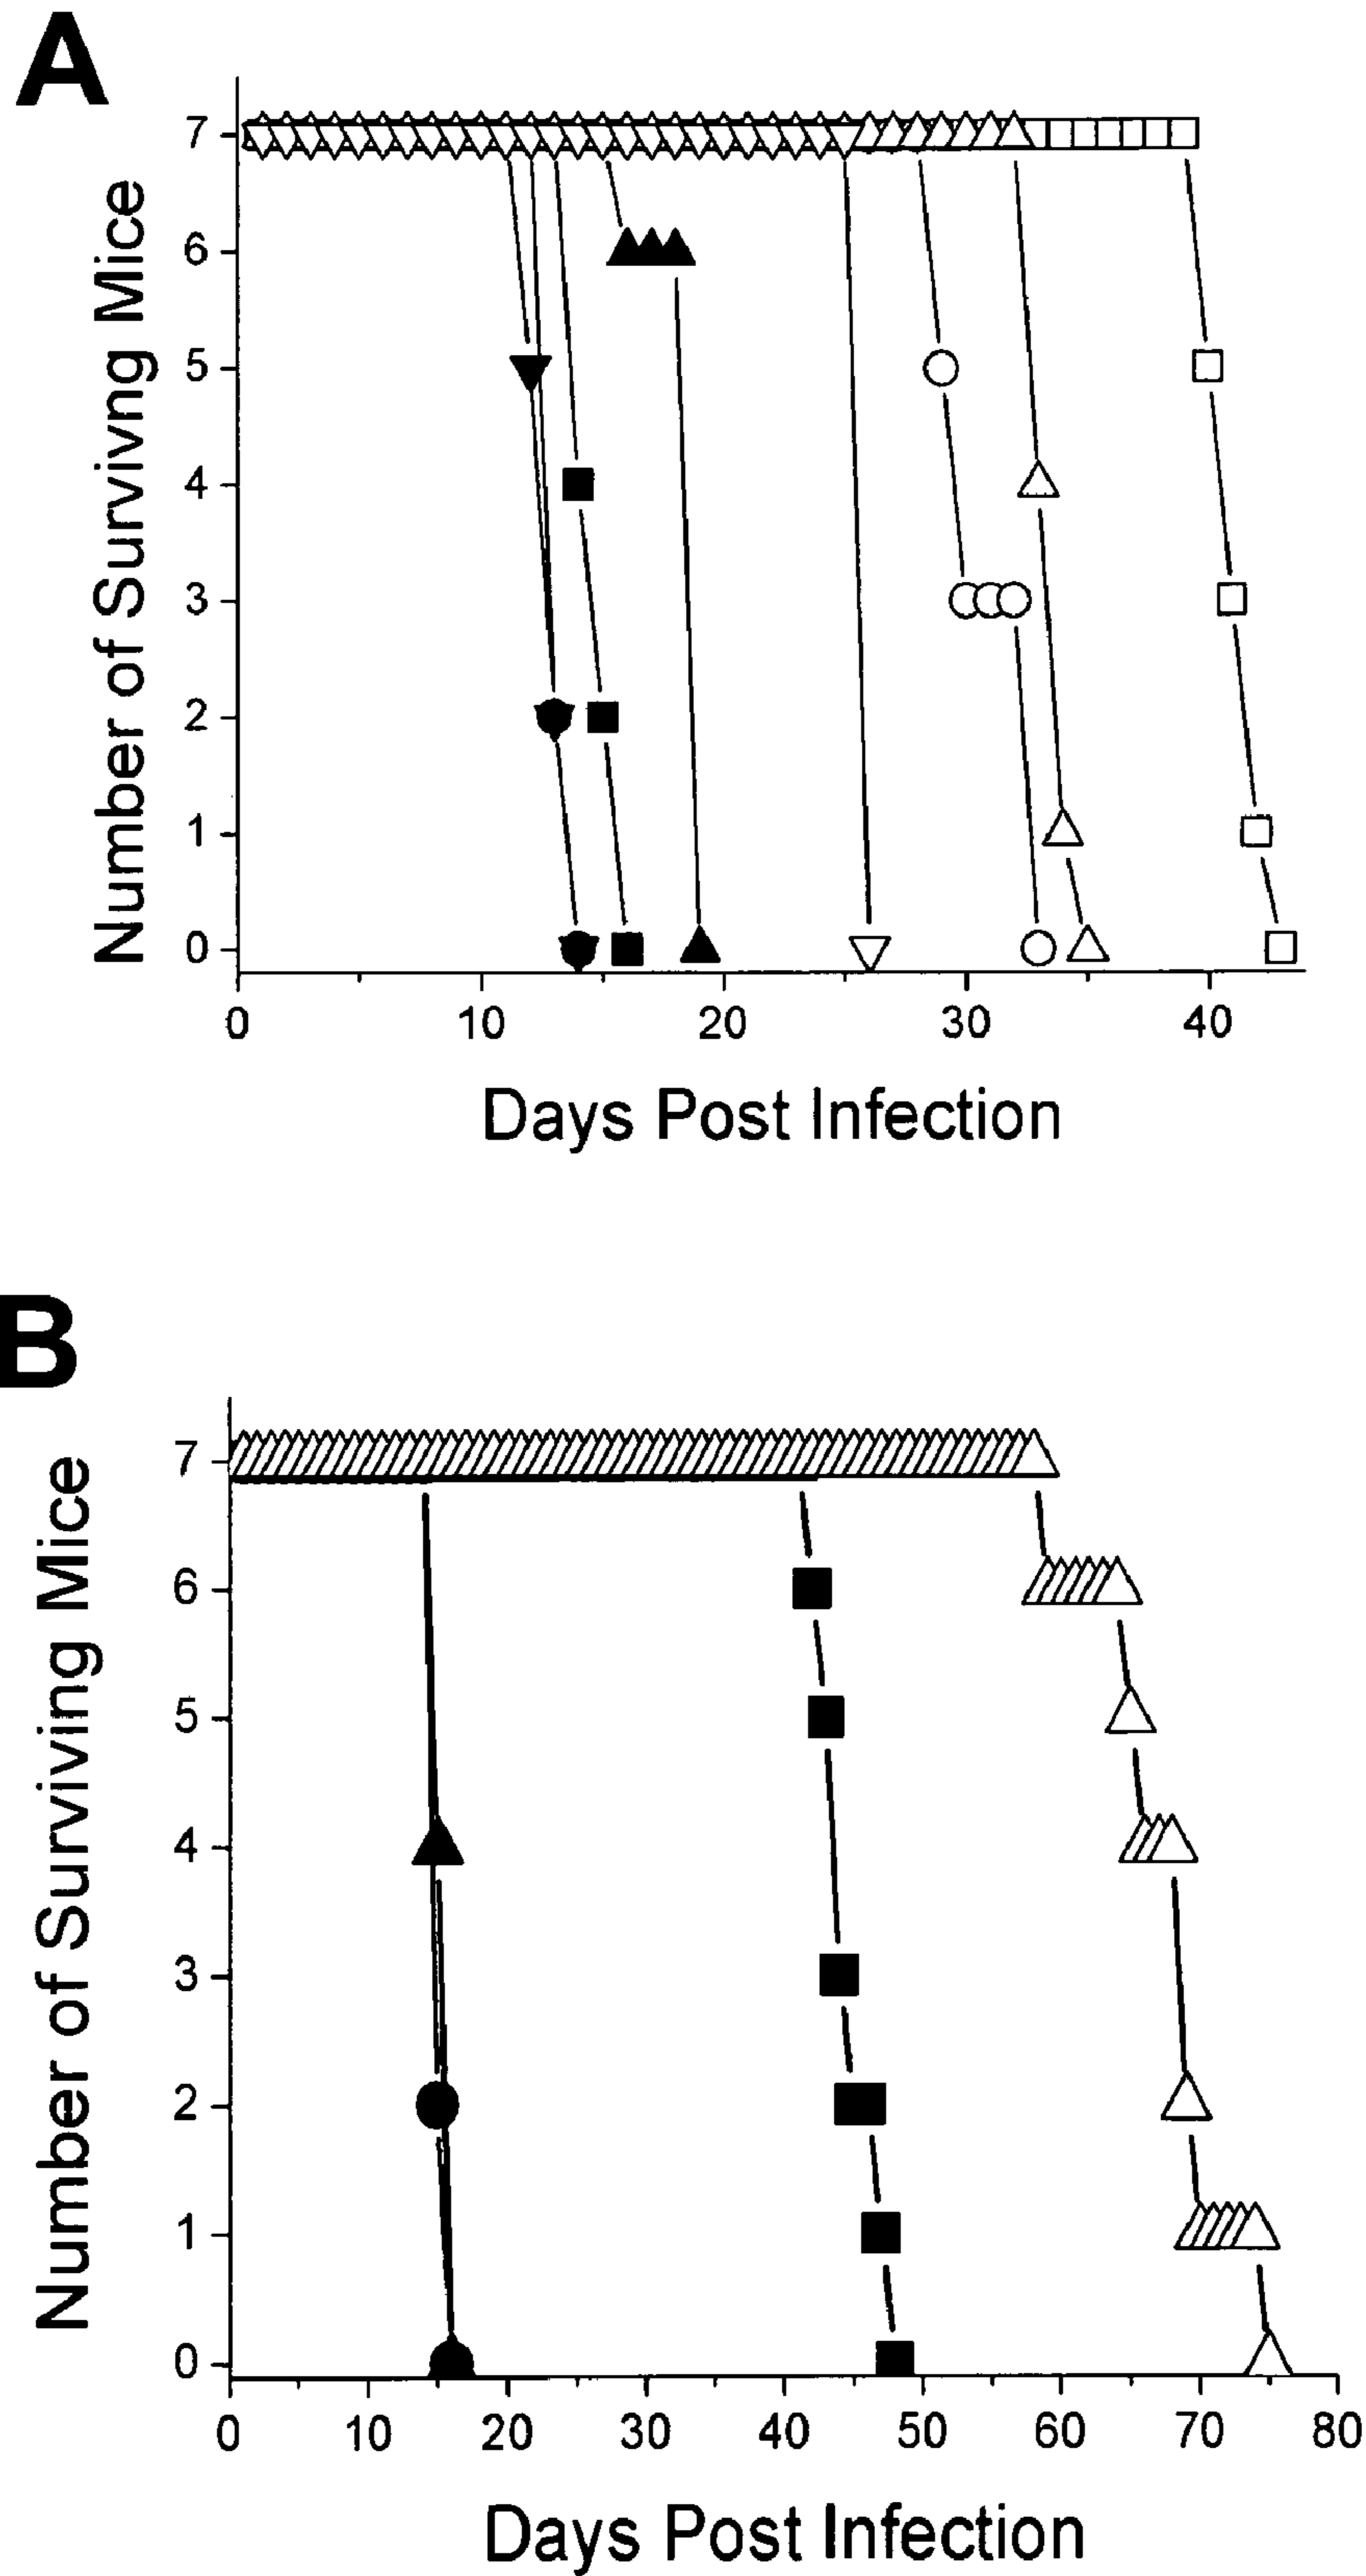 A
7
6
5
4
3
2
1
0
Number of Survivng Mice
0 10 20 30 40
Days Post Infection
B
7
6
5
4
3
2
1
0
Number of Surviving Mice
0 10 20 30 40 50 60 70 80
Days Post Infection